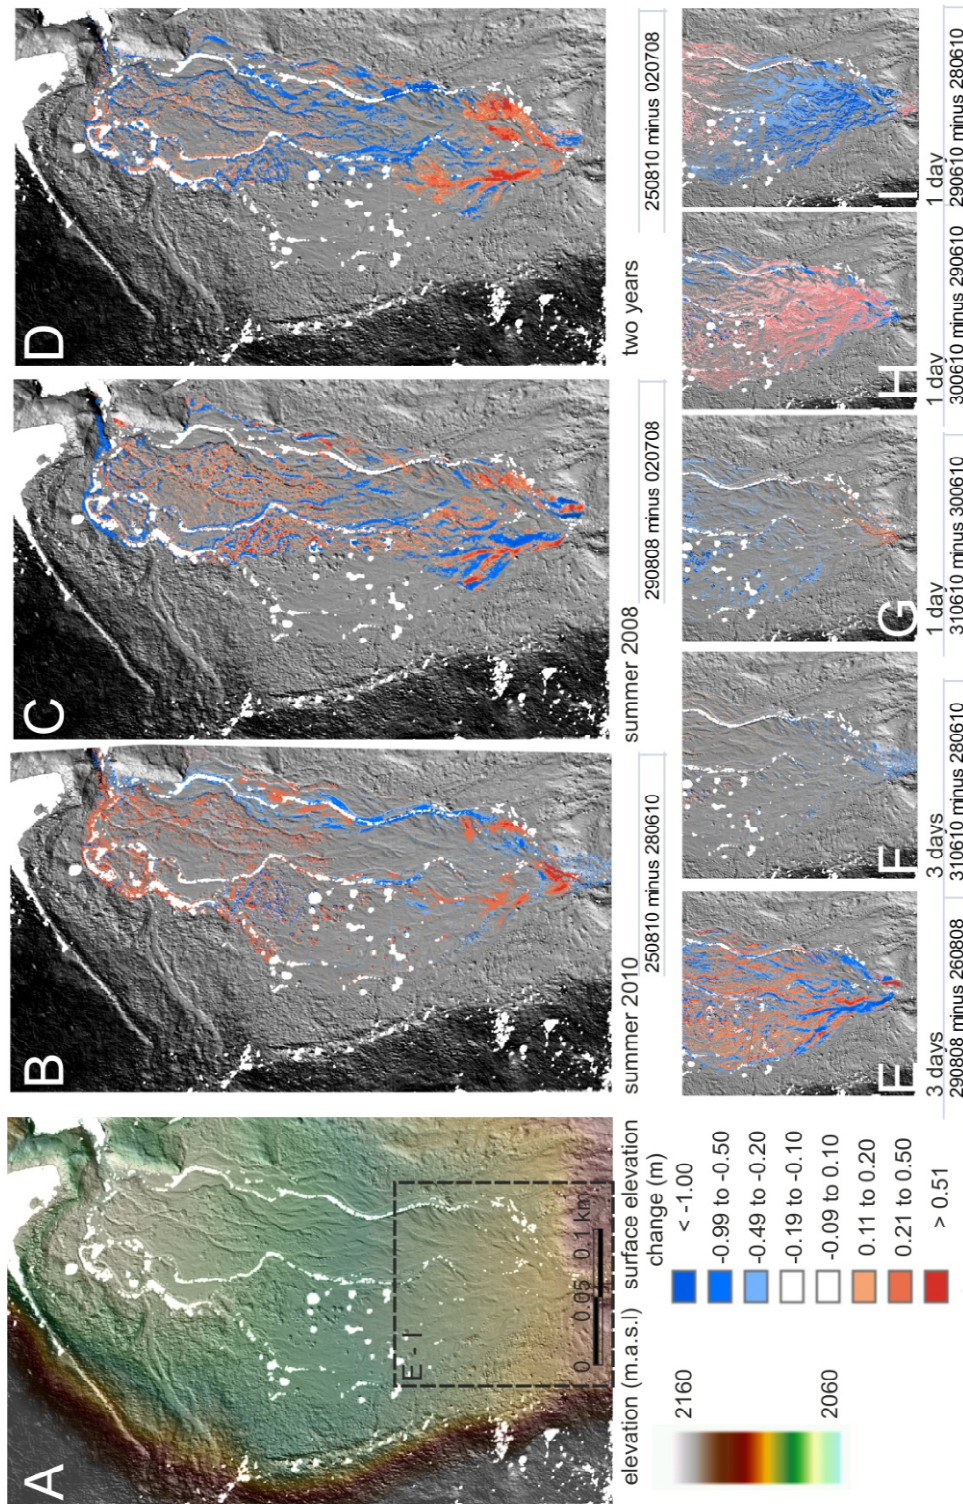 A
E - I
0 0.05 0.1 km
elevation (m.a.s.l)
2160
2060
surface elevation
change (m)
< -1.00
-0.99 to -0.50
-0.49 to -0.20
-0.19 to -0.10
-0.09 to 0.10
0.11 to 0.20
0.21 to 0.50
> 0.51
B
summer 2010
250810 minus 280610
C
summer 2008
290808 minus 020708
D
two years
250810 minus 020708
E
3 days
290808 minus 260808
F
3 days
310610 minus 280610
G
1 day
310610 minus 300610
H
1 day
300610 minus 290610
I
1 day
290610 minus 280610